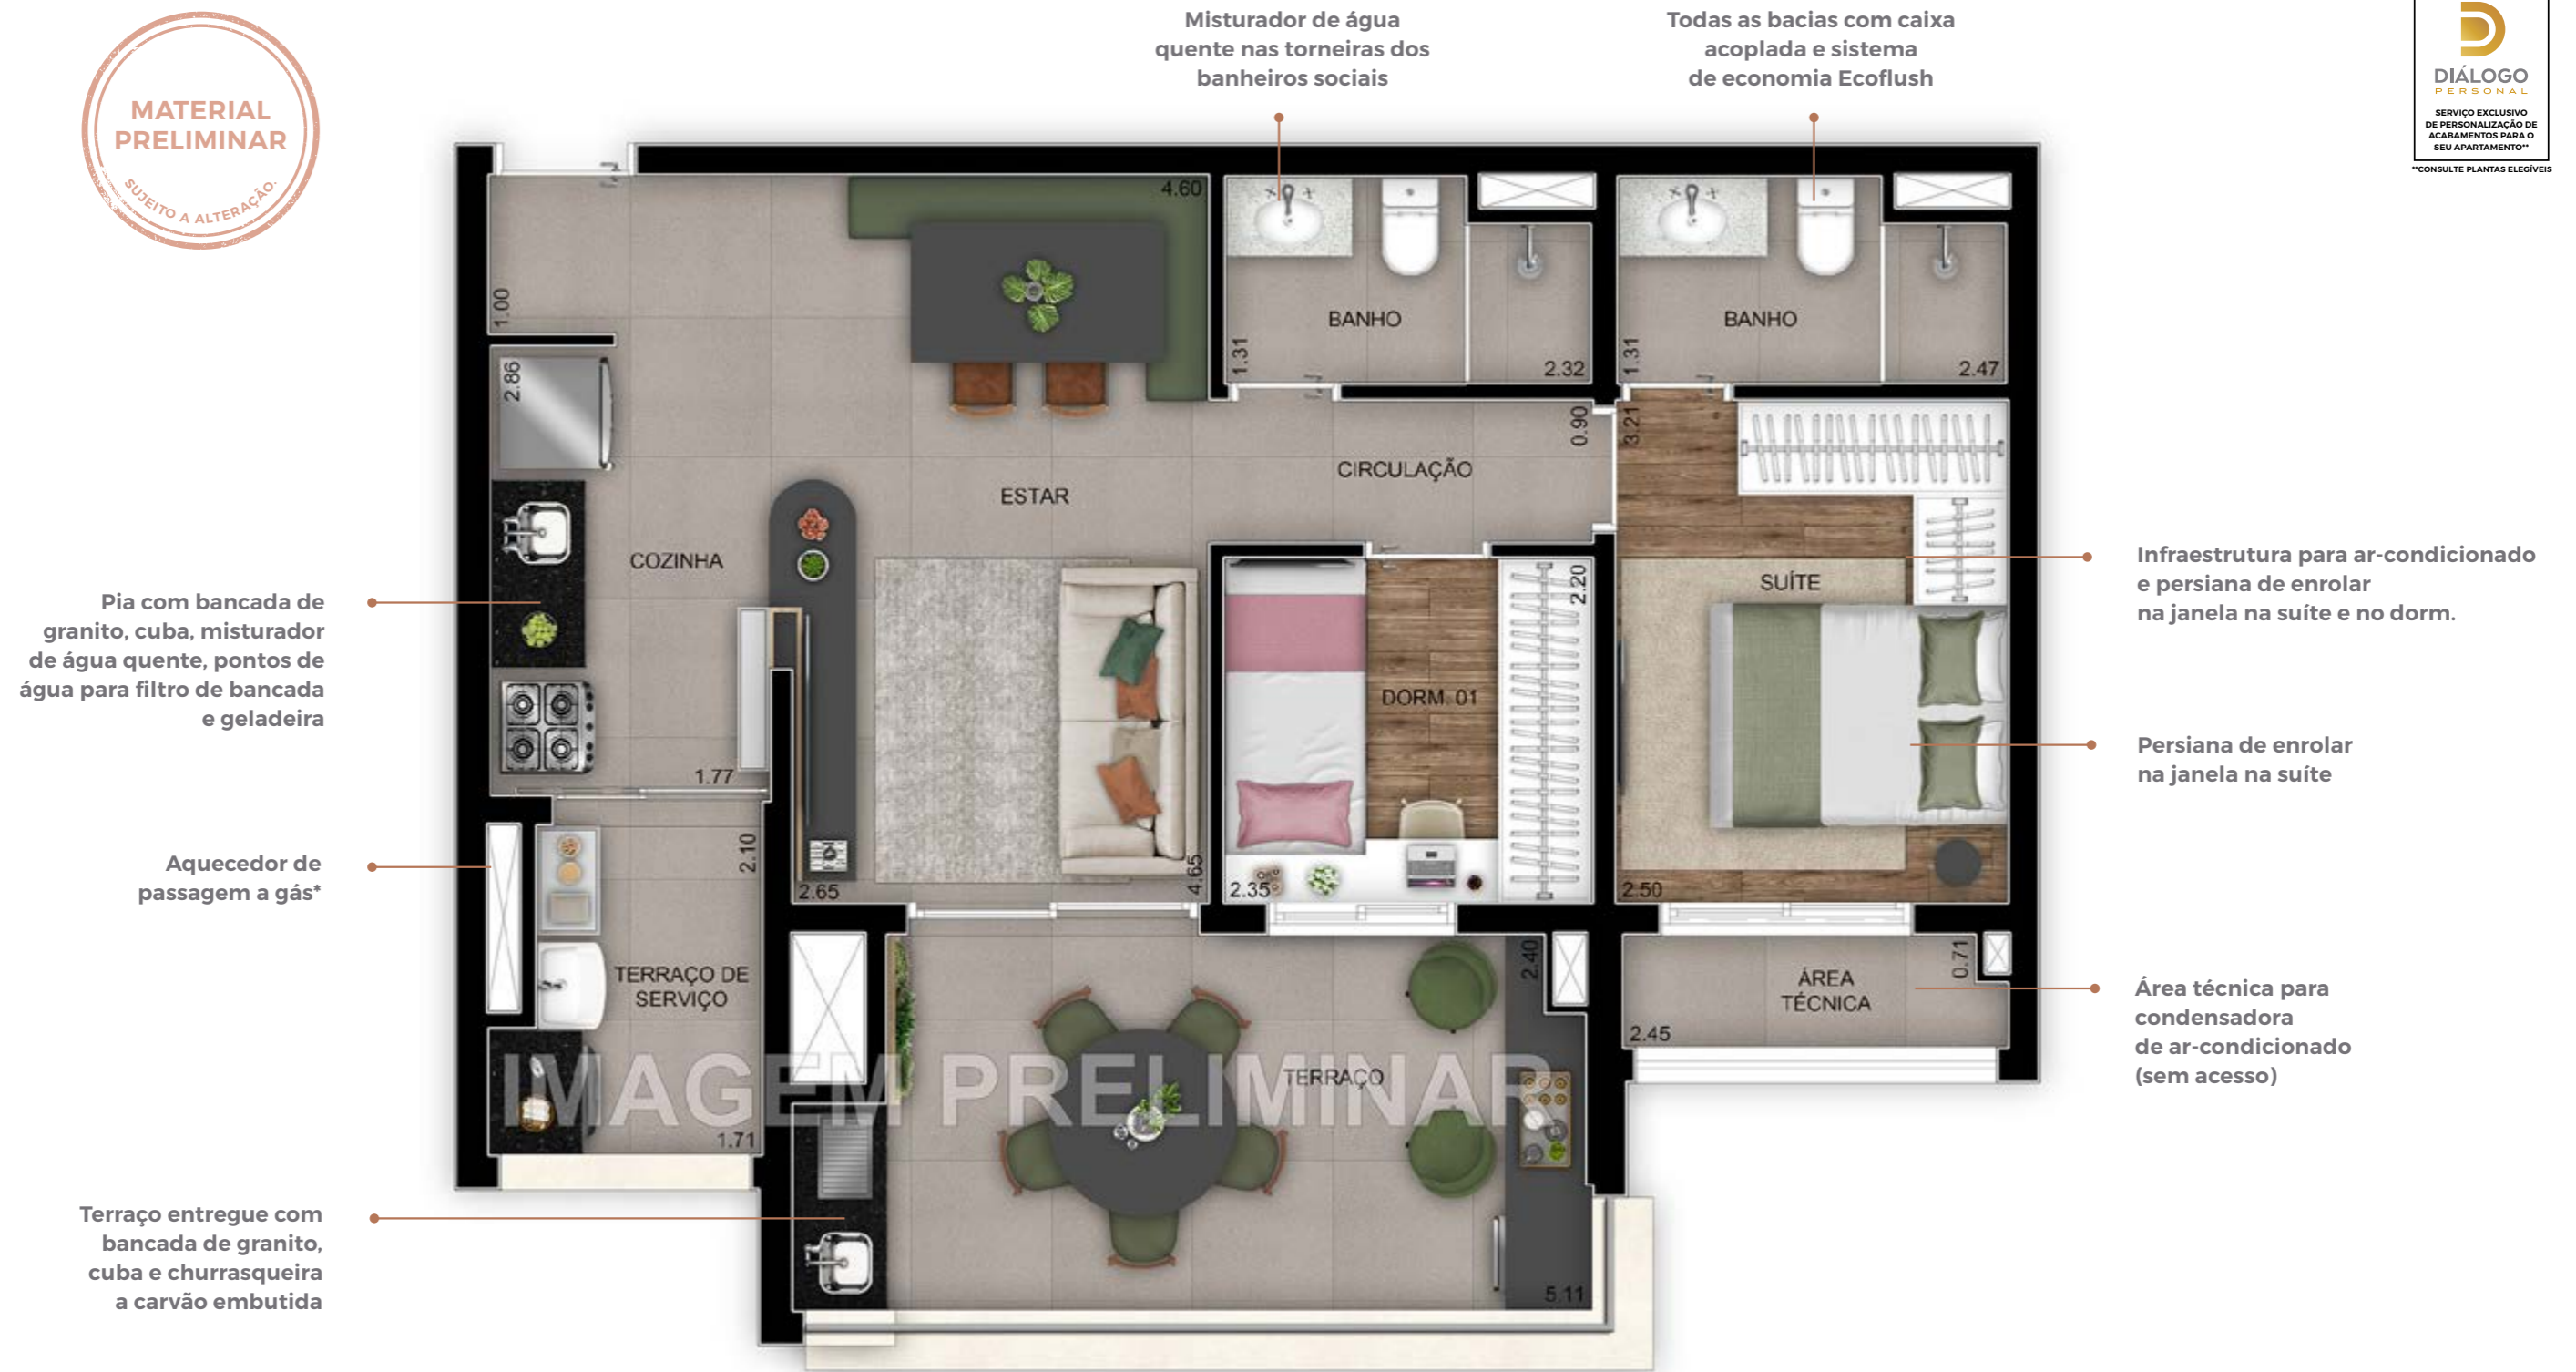 MATERIAL
PRELIMINAR
SUJEITO A ALTERAÇÃO.
Misturador de água
quente nas torneiras dos
banheiros sociais
Todas as bacias com caixa
acoplada e sistema
de economia Ecoflush
DIÁLOGO
PERSONAL
SERVIÇO EXCLUSIVO
DE PERSONALIZAÇÃO DE
ACABAMENTOS PARA O
SEU APARTAMENTO**
**CONSULTE PLANTAS ELEGÍVEIS
4.60
1.00
BANHO
1.31
2.32
BANHO
1.31
2.47
2.86
0.90
3.21
CIRCULAÇÃO
ESTAR
COZINHA
2.20
SUÍTE
DORM. 01
1.77
2.10
2.65
4.65
2.35
2.50
TERRAÇO DE
SERVIÇO
2.40
ÁREA
TÉCNICA
0.71
2.45
IMAGEM PRELIMINAR
TERRAÇO
1.71
5.11
Pia com bancada de
granito, cuba, misturador
de água quente, pontos de
água para filtro de bancada
e geladeira
Aquecedor de
passagem a gás*
Terraço entregue com
bancada de granito,
cuba e churrasqueira
a carvão embutida
Infraestrutura para ar-condicionado
e persiana de enrolar
na janela na suíte e no dorm.
Persiana de enrolar
na janela na suíte
Área técnica para
condensadora
de ar-condicionado
(sem acesso)